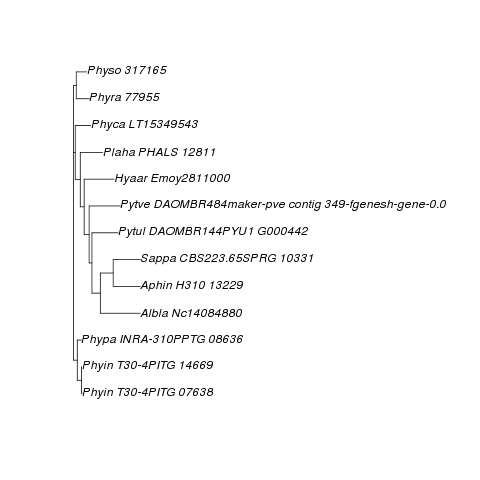 Physo 317165
Phyra 77955
Phyca LT15349543
Plaha PHALS 12811
Hyaar Emoy2811000
Pytve DAOMBR484maker-pve contig 349-fgenesh-gene-0.0
Pytul DAOMBR144PYU1 G000442
Sappa CBS223.65SPRG 10331
Aphin H310 13229
Albla Nc14084880
Phypa INRA-310PPTG 08636
Phyin T30-4PITG 14669
Phyin T30-4PITG 07638